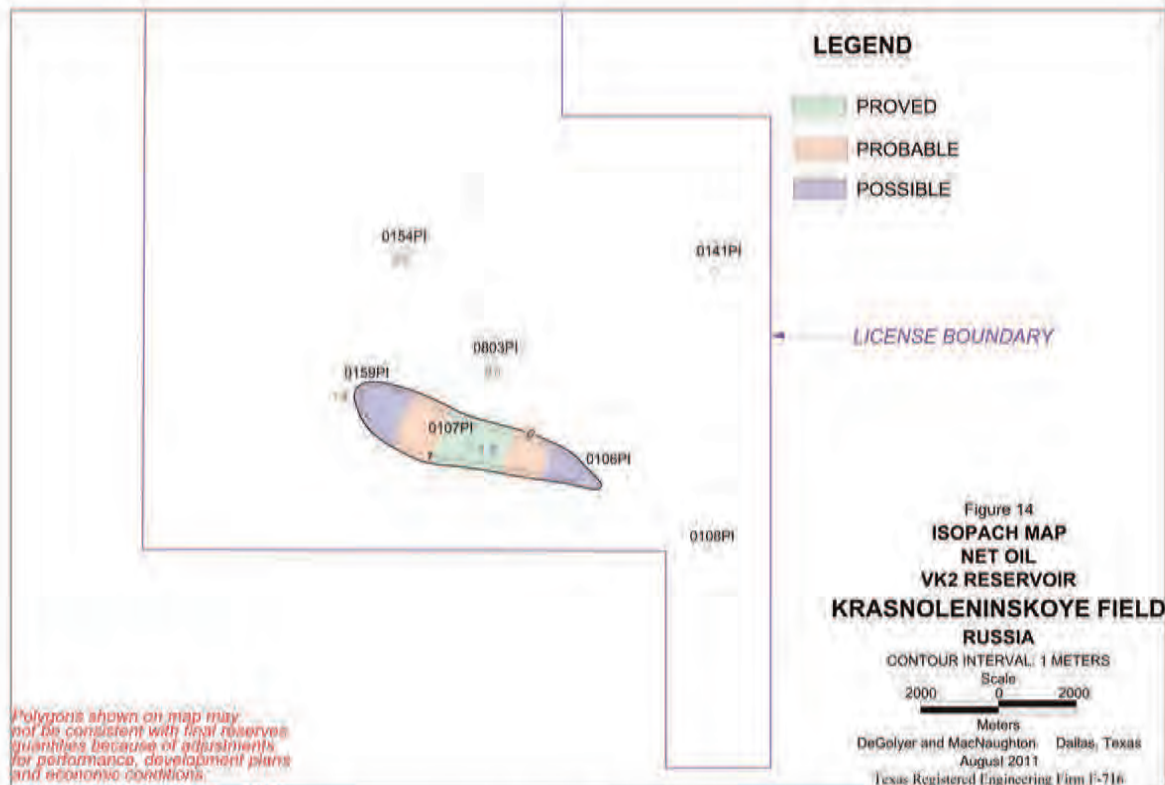 LEGEND
PROVED
PROBABLE
POSSIBLE
0154PI
0141PI
LICENSE BOUNDARY
0803PI
0159PI
0107PI
0
0106PI
0108PI
Figure 14
ISOPACH MAP
NET OIL
VK2 RESERVOIR
KRASNOLENINSKOYE FIELD
RUSSIA
CONTOUR INTERVAL: 1 METERS
Scale
2000 0 2000
Meters
DeGolyer and MacNaughton Dallas, Texas
August 2011
Texas Registered Engineering Firm F-716
Polygons shown on map may
not be consistent with final reserves
quantities because of adjustments
for performance, development plans
and economic conditions.